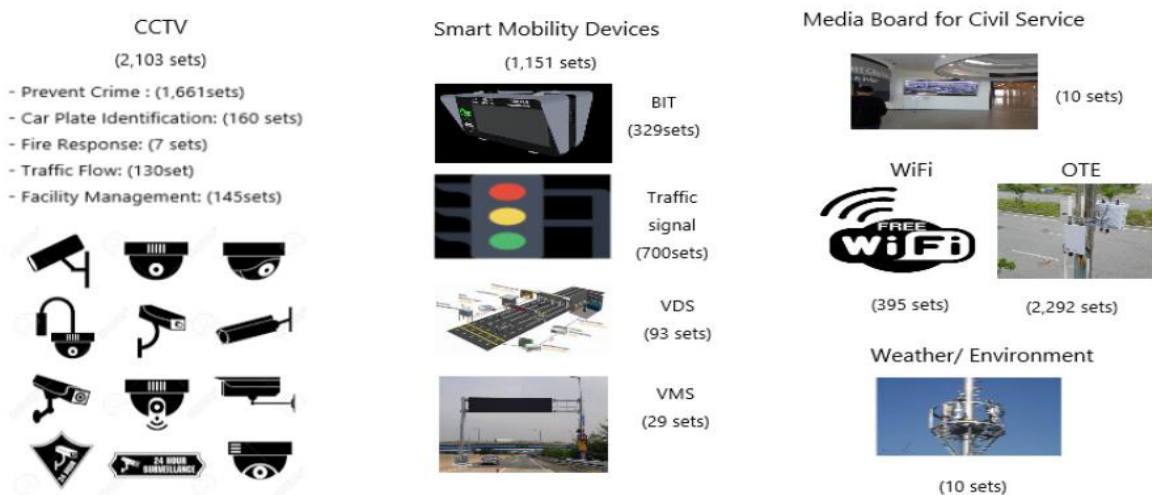 CCTV
(2,103 sets)
- Prevent Crime : (1,661sets)
- Car Plate Identification: (160 sets)
- Fire Response: (7 sets)
- Traffic Flow: (130set)
- Facility Management: (145sets)
24 HOUR
24 HOUR
SURVEILLANCE
Smart Mobility Devices
(1,151 sets)
BIT
(329sets)
Traffic
signal
(700sets)
VDS
(93 sets)
VMS
(29 sets)
Media Board for Civil Service
(10 sets)
WiFi
FREE
WiFi
(395 sets)
OTE
(2,292 sets)
Weather/ Environment
(10 sets)